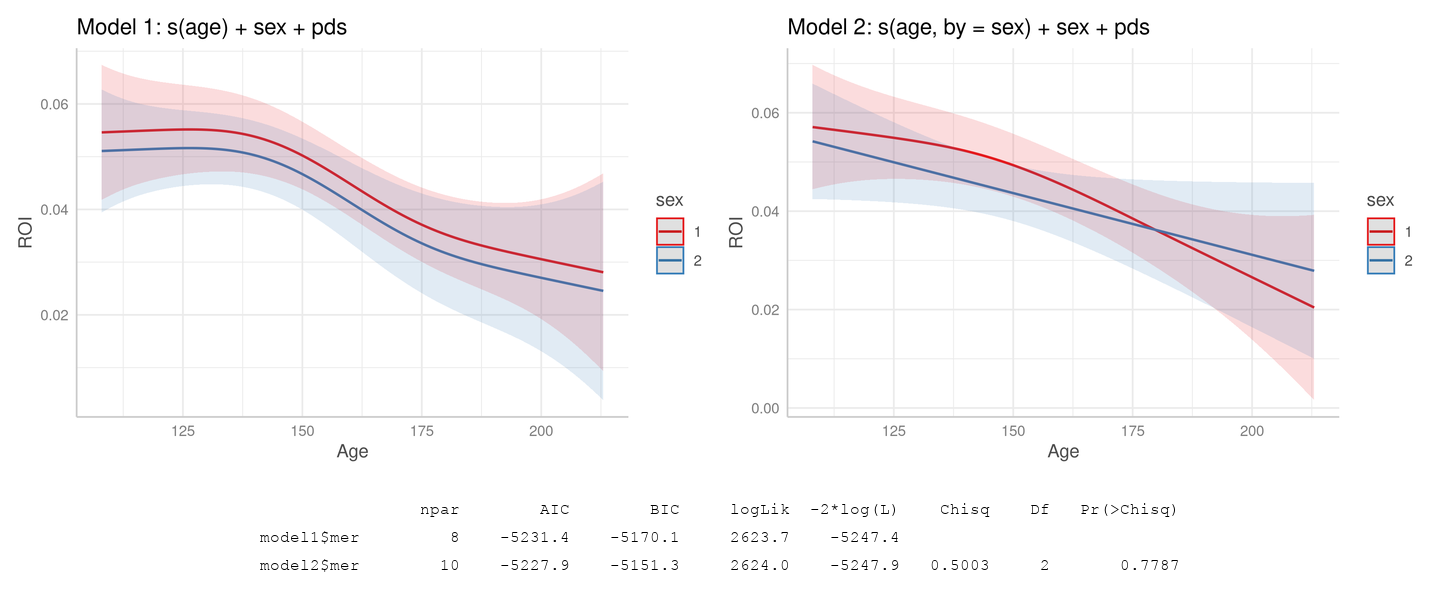 Model 1: s(age) + sex + pds
0.06
0.04
0.02
ROI
125 150 175 200
Age
sex
1
2
Model 2: s(age, by = sex) + sex + pds
0.06
0.04
0.02
0.00
ROI
125 150 175 200
Age
sex
1
2
npar AIC BIC logLik -2*log(L) Chisq Df Pr(>Chisq)
model1$mer 8 -5231.4 -5170.1 2623.7 -5247.4
model2$mer 10 -5227.9 -5151.3 2624.0 -5247.9 0.5003 2 0.7787